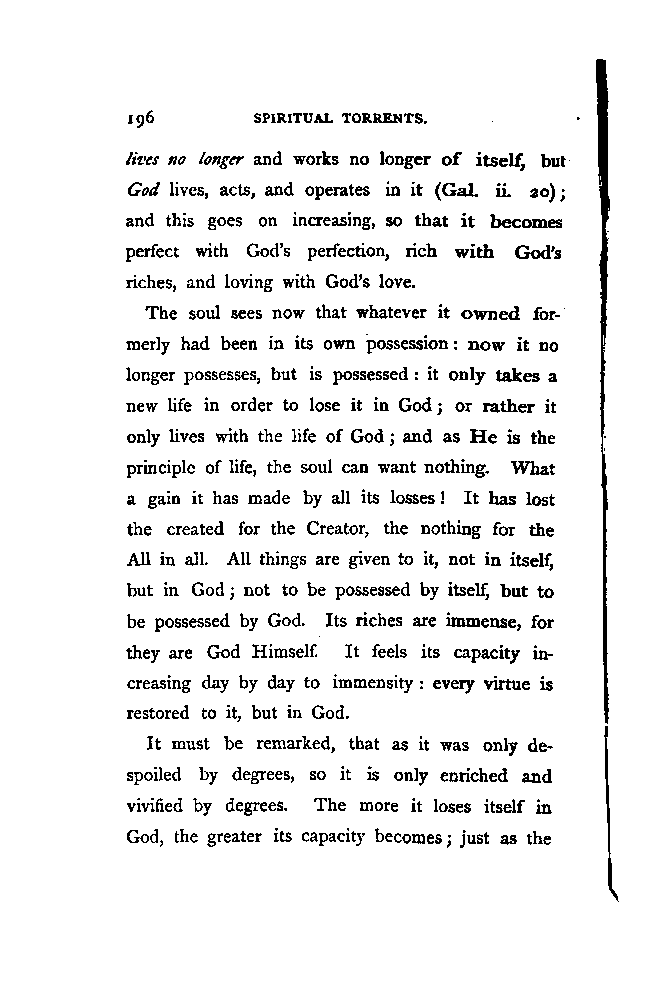 196 SPIRITUAL TORRENTS.
lives no longer and works no longer of itself, but
God lives, acts, and operates in it (Gal. ii. 20) ;
and this goes on increasing, so that it becomes
perfect with God's perfection, rich with God's
riches, and loving with God's love.
The soul sees now that whatever it owned for-
merly had been in its own possession : now it no
longer possesses, but is possessed : it only takes a
new life in order to lose it in God ; or rather it
only lives with the life of God ; and as He is the
principle of life, the soul can want nothing. What
a gain it has made by all its losses ! It has lost
the created for the Creator, the nothing for the
All in all. All things are given to it, not in itself,
but in God ; not to be possessed by itself, but to
be possessed by God. Its riches are immense, for
they are God Himself. It feels its capacity in-
creasing day by day to immensity : every virtue is
restored to it, but in God.
It must be remarked, that as it was only de-
spoiled by degrees, so it is only enriched and
vivified by degrees. The more it loses itself in
God, the greater its capacity becomes ; just as the